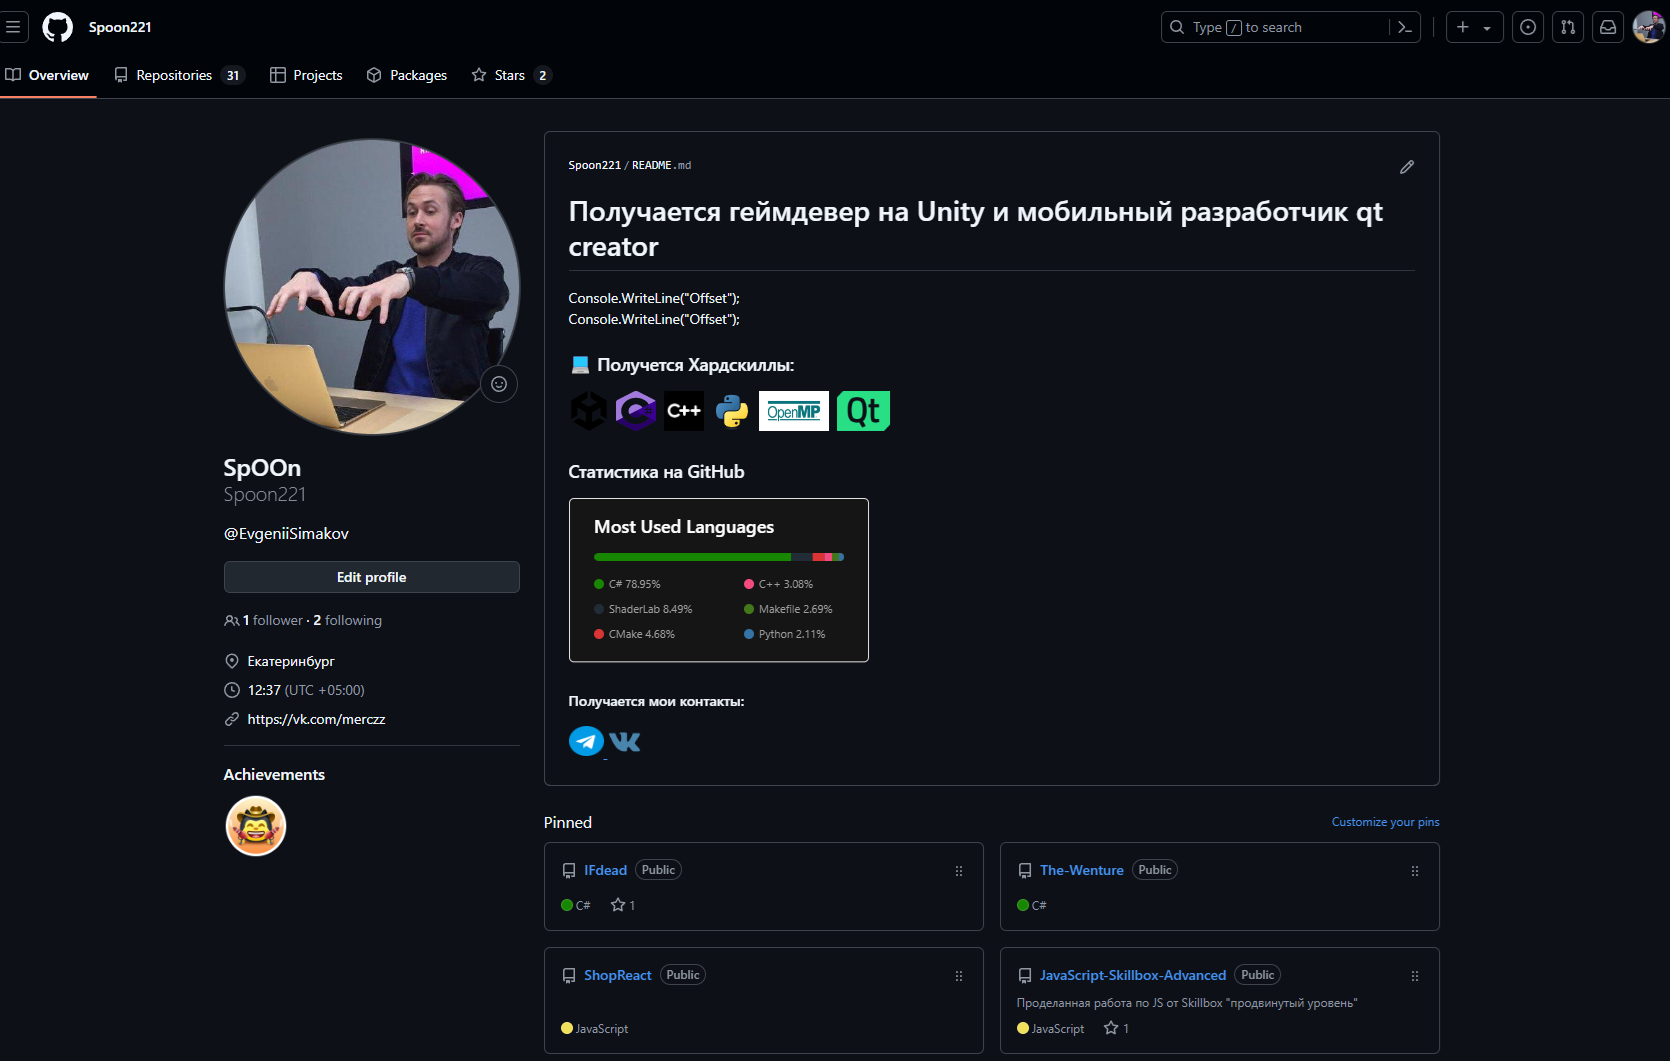 Spoon221
Type / to search
Overview
Repositories 31
Projects
Packages
Stars 2
SpOOn
Spoon221
@EvgeniiSimakov
Edit profile
1 follower · 2 following
Екатеринбург
12:37 (UTC +05:00)
https://vk.com/merczz
Achievements
Spoon221/README.md
Получается геймдевер на Unity и мобильный разработчик qt
creator
Console.WriteLine("Offset");
Console.WriteLine("Offset");
Получется Хардскиллы:
C#
C++
OpenMP
Qt
Статистика на GitHub
Most Used Languages
C# 78.95%
C++ 3.08%
ShaderLab 8.49%
Makefile 2.69%
CMake 4.68%
Python 2.11%
Получается мои контакты:
Pinned
Customize your pins
IFdead Public
C# 1
The-Wenture Public
C#
ShopReact Public
JavaScript
JavaScript-Skillbox-Advanced Public
Проделанная работа по JS от Skillbox "продвинутый уровень"
JavaScript 1